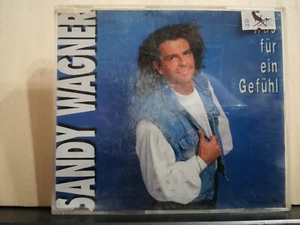 SANDY WAGNER
für
ein
Gefühl